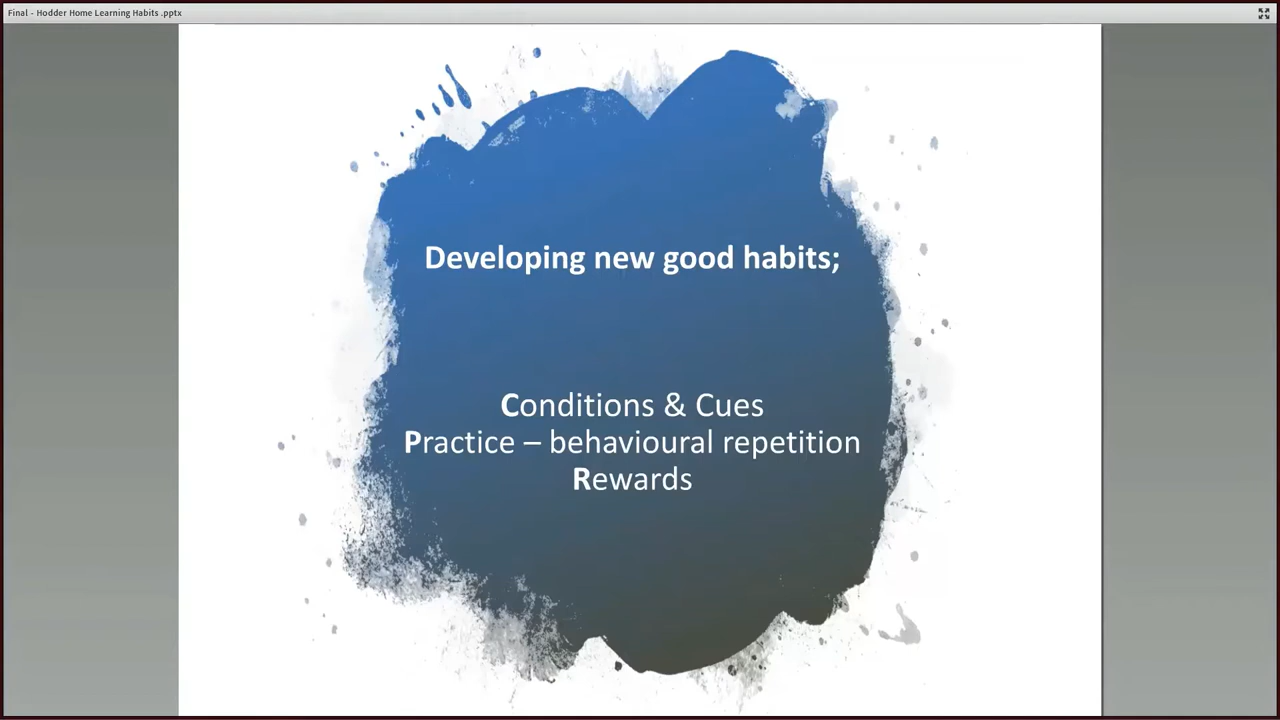 Final - Hodder Home Learning Habits .pptx
Developing new good habits;
Conditions & Cues
Practice – behavioural repetition
Rewards